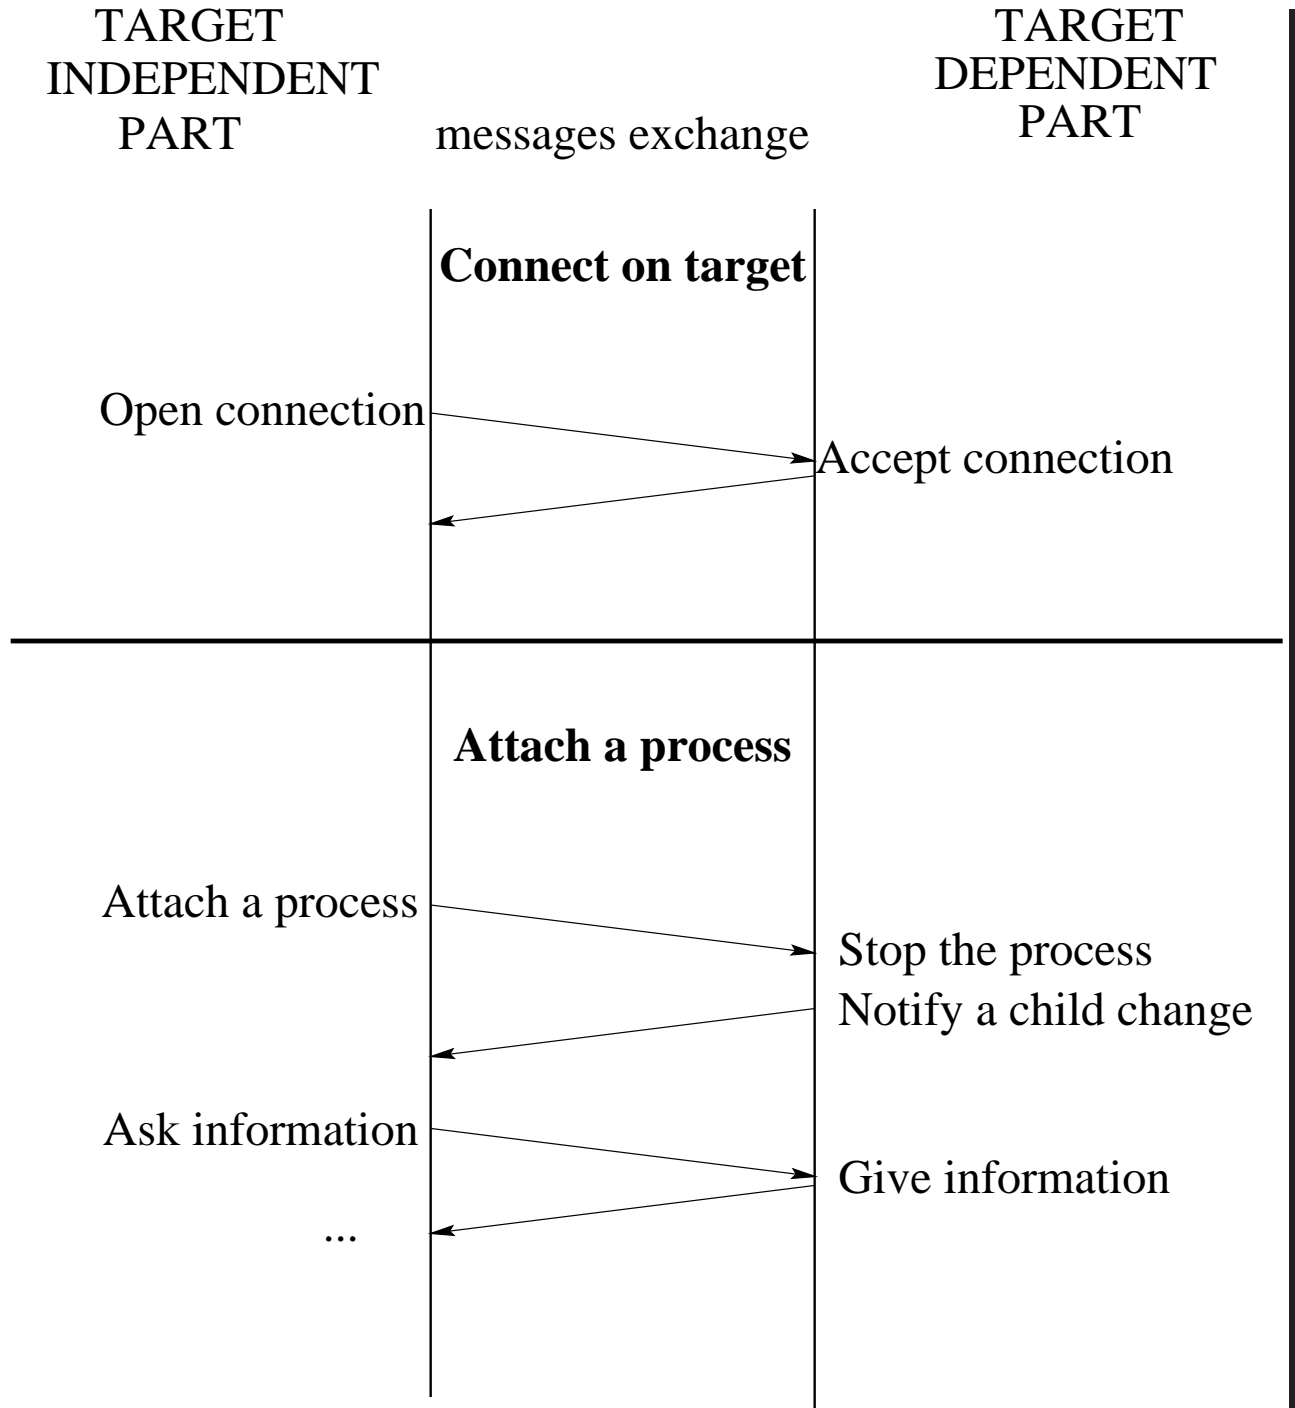 TARGET
INDEPENDENT
PART
messages exchange
TARGET
DEPENDENT
PART
Connect on target
Open connection
Accept connection
Attach a process
Attach a process
Stop the process
Notify a child change
Ask information
Give information
...